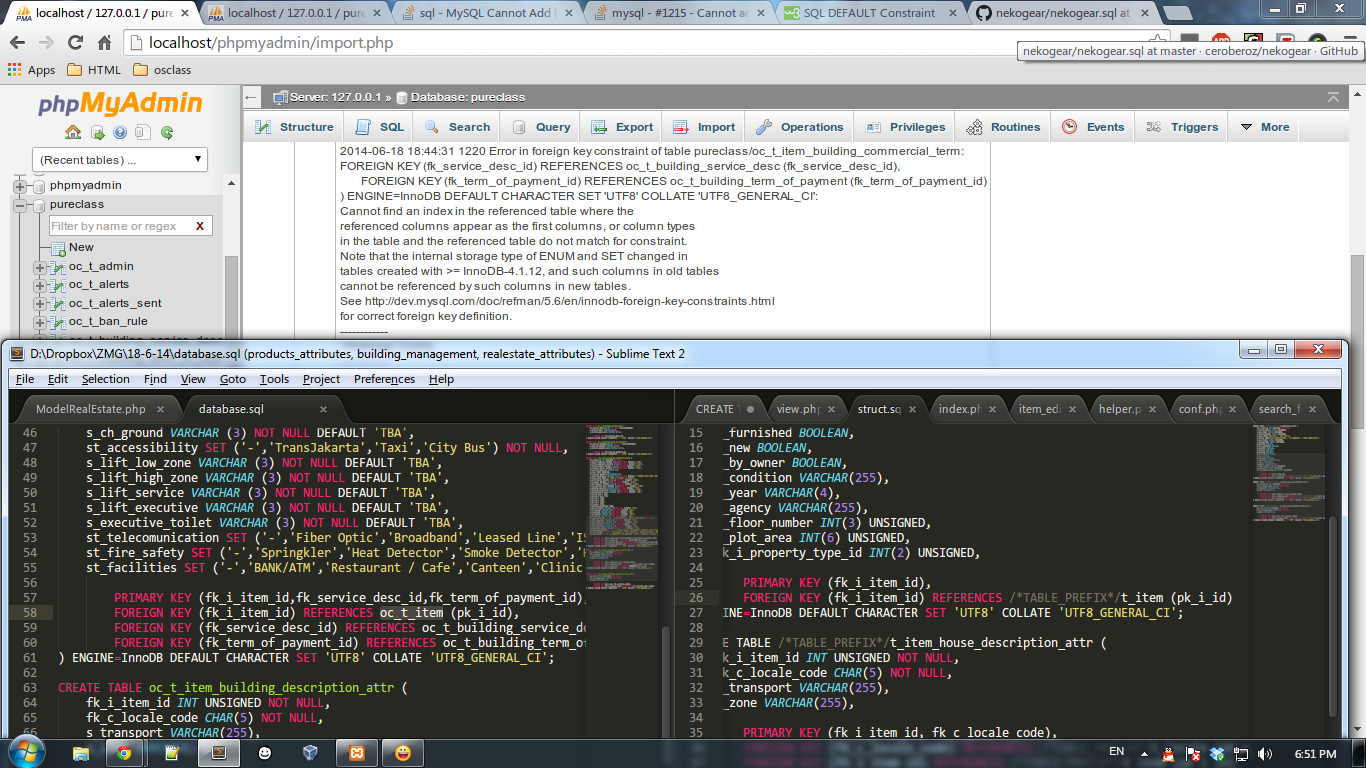 localhost / 127.0.0.1 / pure
localhost / 127.0.0.1 / pure
sql - MySQL Cannot Add
mysql - #1215 - Cannot ac
SQL DEFAULT Constraint
nekogear/nekogear.sql at
localhost/phpmyadmin/import.php
nekogear/nekogear.sql at master · ceroberoz/nekogear · GitHub
Apps HTML osclass
phpMyAdmin
Server: 127.0.0.1 » Database: pureclass
Structure SQL Search Query Export Import Operations Privileges Routines Events Triggers More
(Recent tables) ...
phpmyadmin
pureclass
Filter by name or regex X
New
oc_t_admin
oc_t_alerts
oc_t_alerts_sent
oc_t_ban_rule
2014-06-18 18:44:31 1220 Error in foreign key constraint of table pureclass/oc_t_item_building_commercial_term:
FOREIGN KEY (fk_service_desc_id) REFERENCES oc_t_building_service_desc (fk_service_desc_id),
FOREIGN KEY (fk_term_of_payment_id) REFERENCES oc_t_building_term_of_payment (fk_term_of_payment_id)
) ENGINE=InnoDB DEFAULT CHARACTER SET 'UTF8' COLLATE 'UTF8_GENERAL_CI':
Cannot find an index in the referenced table where the
referenced columns appear as the first columns, or column types
in the table and the referenced table do not match for constraint.
Note that the internal storage type of ENUM and SET changed in
tables created with >= InnoDB-4.1.12, and such columns in old tables
cannot be referenced by such columns in new tables.
See http://dev.mysql.com/doc/refman/5.6/en/innodb-foreign-key-constraints.html
for correct foreign key definition.
------------
D:\Dropbox\ZMG\18-6-14\database.sql (products_attributes, building_management, realestate_attributes) - Sublime Text 2
File Edit Selection Find View Goto Tools Project Preferences Help
ModelRealEstate.php database.sql
46 s_ch_ground VARCHAR (3) NOT NULL DEFAULT 'TBA',
47 st_accessibility SET ('-','TransJakarta','Taxi','City Bus') NOT NULL,
48 s_lift_low_zone VARCHAR (3) NOT NULL DEFAULT 'TBA',
49 s_lift_high_zone VARCHAR (3) NOT NULL DEFAULT 'TBA',
50 s_lift_service VARCHAR (3) NOT NULL DEFAULT 'TBA',
51 s_lift_executive VARCHAR (3) NOT NULL DEFAULT 'TBA',
52 s_executive_toilet VARCHAR (3) NOT NULL DEFAULT 'TBA',
53 st_telecomunication SET ('-','Fiber Optic','Broadband','Leased Line','IS
54 st_fire_safety SET ('-','Springkler','Heat Detector','Smoke Detector','
55 st_facilities SET ('-','BANK/ATM','Restaurant / Cafe','Canteen','Clinic
56
57 PRIMARY KEY (fk_i_item_id,fk_service_desc_id,fk_term_of_payment_id),
58 FOREIGN KEY (fk_i_item_id) REFERENCES oc_t_item (pk_i_id),
59 FOREIGN KEY (fk_service_desc_id) REFERENCES oc_t_building_service_de
60 FOREIGN KEY (fk_term_of_payment_id) REFERENCES oc_t_building_term_of
61 ) ENGINE=InnoDB DEFAULT CHARACTER SET 'UTF8' COLLATE 'UTF8_GENERAL_CI';
62
63 CREATE TABLE oc_t_item_building_description_attr (
64 fk_i_item_id INT UNSIGNED NOT NULL,
65 fk_c_locale_code CHAR(5) NOT NULL,
66 s_transport VARCHAR(255),
CREATE view.php struct.sq index.ph item_edi helper.p conf.php search_f
15 _furnished BOOLEAN,
16 _new BOOLEAN,
17 _by_owner BOOLEAN,
18 _condition VARCHAR(255),
19 _year VARCHAR(4),
20 _agency VARCHAR(255),
21 _floor_number INT(3) UNSIGNED,
22 _plot_area INT(6) UNSIGNED,
23 k_i_property_type_id INT(2) UNSIGNED,
24
25 PRIMARY KEY (fk_i_item_id),
26 FOREIGN KEY (fk_i_item_id) REFERENCES /*TABLE_PREFIX*/t_item (pk_i_id)
27 INE=InnoDB DEFAULT CHARACTER SET 'UTF8' COLLATE 'UTF8_GENERAL_CI';
28
29 E TABLE /*TABLE_PREFIX*/t_item_house_description_attr (
30 k_i_item_id INT UNSIGNED NOT NULL,
31 k_c_locale_code CHAR(5) NOT NULL,
32 _transport VARCHAR(255),
33 _zone VARCHAR(255),
34
35 PRIMARY KEY (fk_i_item_id, fk_c_locale_code),
EN 6:51 PM